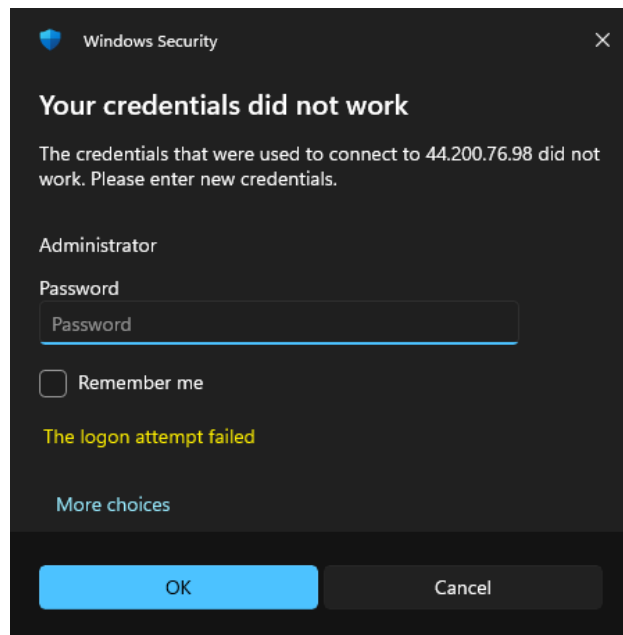 Windows Security
Your credentials did not work
The credentials that were used to connect to 44.200.76.98 did not
work. Please enter new credentials.
Administrator
Password
Password
Remember me
The logon attempt failed
More choices
OK
Cancel